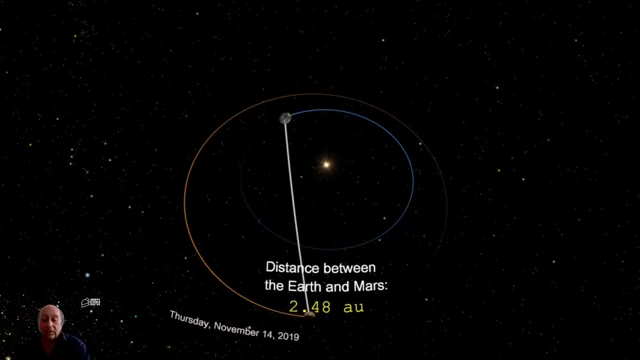 Distance between
the Earth and Mars:
2.48 au
Thursday, November 14, 2019